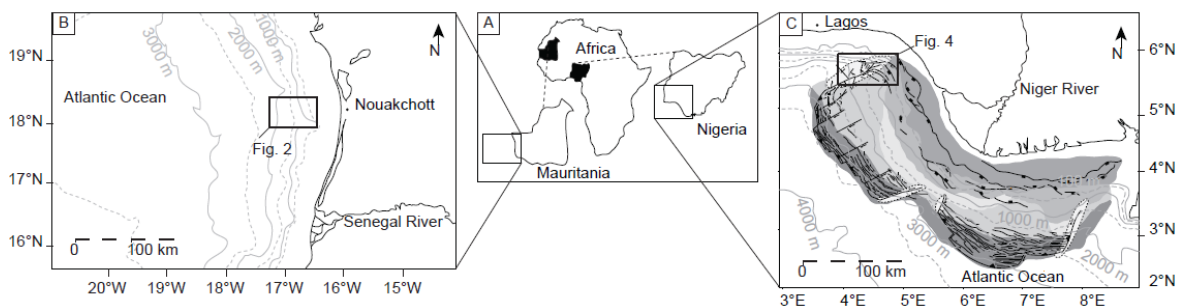 B
3000 m
2000 m
1000 m
N
19°N
18°N
17°N
16°N
Atlantic Ocean
Nouakchott
Fig. 2
Senegal River
0 100 km
20°W 19°W 18°W 17°W 16°W 15°W
A
Africa
Nigeria
Mauritania
C
Lagos
Fig. 4
N
6°N
5°N
4°N
3°N
2°N
Niger River
1000 m
4000 m
3000 m
2000 m
0 100 km
Atlantic Ocean
3°E 4°E 5°E 6°E 7°E 8°E